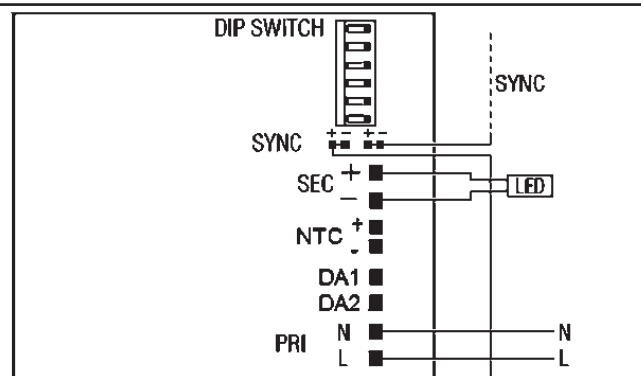 DIP SWITCH
SYNC
+ - + -
SYNC
SEC +
-
LED
NTC +
-
DA1
DA2
PRI N N
L L